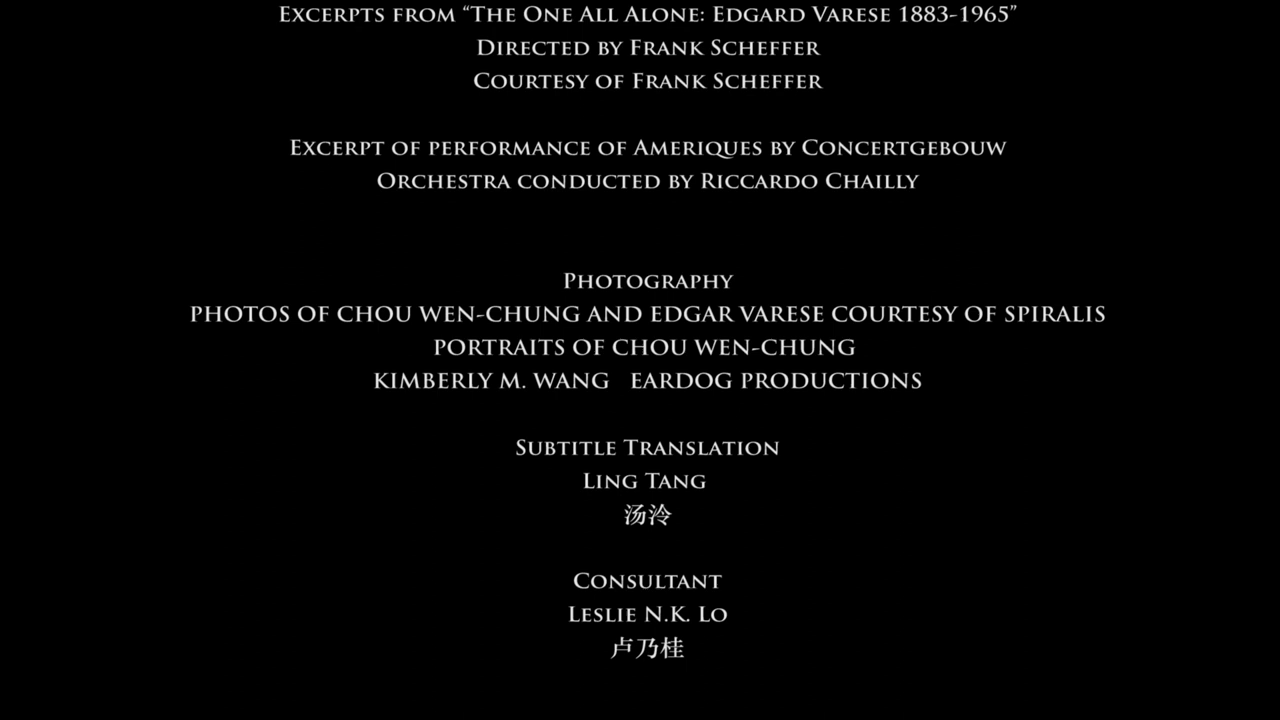 Excerpts from “The One All Alone: Edgard Varese 1883-1965”
Directed by Frank Scheffer
Courtesy of Frank Scheffer
Excerpt of performance of Ameriques by Concertgebouw
Orchestra conducted by Riccardo Chailly
Photography
PHOTOS OF CHOU WEN-CHUNG AND EDGAR VARESE COURTESY OF SPIRALIS
PORTRAITS OF CHOU WEN-CHUNG
KIMBERLY M. WANG EARDOG PRODUCTIONS
Subtitle Translation
Ling Tang
汤泠
Consultant
Leslie N.K. Lo
卢乃桂